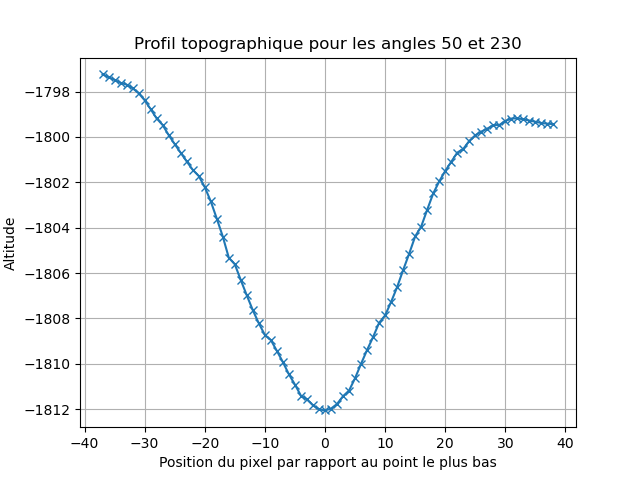 Profil topographique pour les angles 50 et 230
Altitude
−1798
−1800
−1802
−1804
−1806
−1808
−1810
−1812
−40 −30 −20 −10 0 10 20 30 40
Position du pixel par rapport au point le plus bas